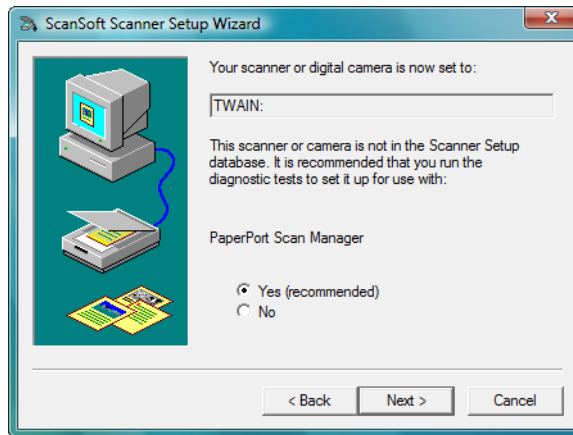 ScanSoft Scanner Setup Wizard
Your scanner or digital camera is now set to:
TWAIN:
This scanner or camera is not in the Scanner Setup
database. It is recommended that you run the
diagnostic tests to set it up for use with:
PaperPort Scan Manager
Yes (recommended)
No
< Back
Next >
Cancel